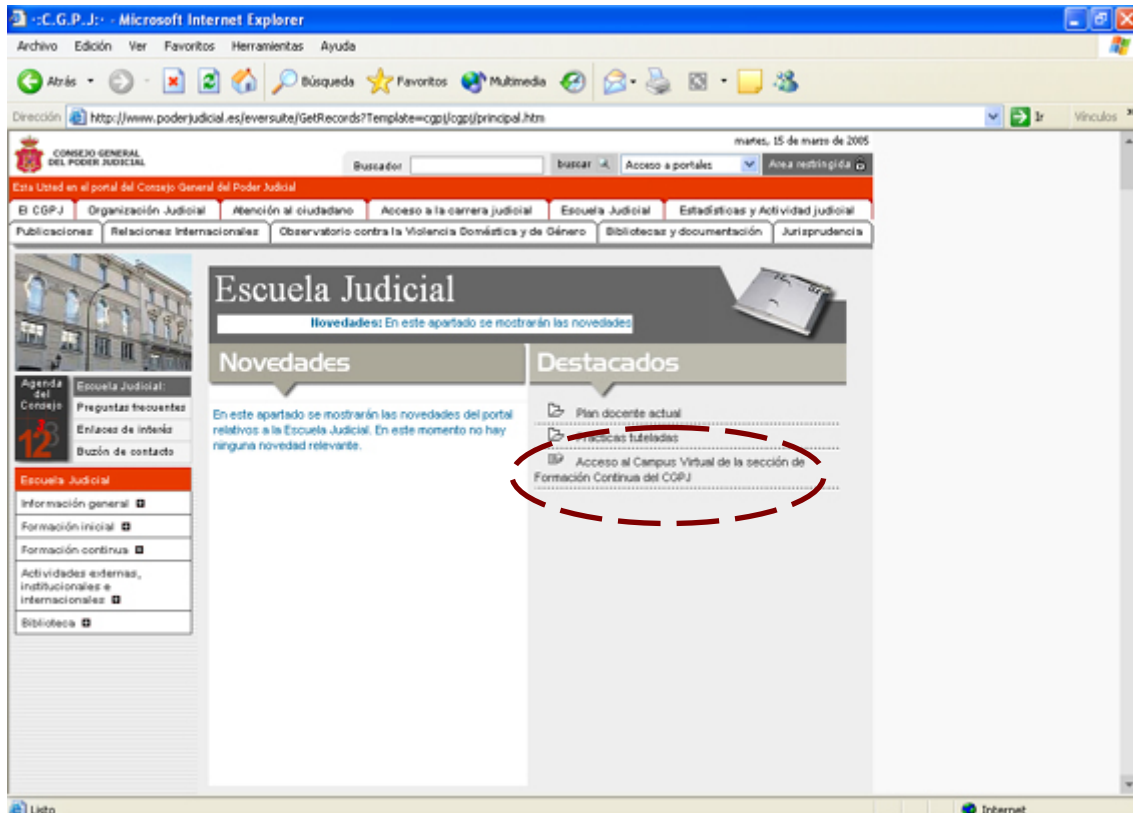 ·:C.G.P.J:· - Microsoft Internet Explorer
Archivo Edición Ver Favoritos Herramientas Ayuda
Atrás Búsqueda Favoritos Multimedia
Dirección http://www.poderjudicial.es/eversuite/GetRecords?Template=cgpj/cgpj/principal.htm Ir Vínculos
martes, 15 de marzo de 2005
CONSEJO GENERAL
DEL PODER JUDICIAL
Buscador buscar Acceso a portales Area restringida
Esta Usted en el portal del Consejo General del Poder Judicial
El CGPJ Organización Judicial Atención al ciudadano Acceso a la carrera judicial Escuela Judicial Estadísticas y Actividad judicial
Publicaciones Relaciones Internacionales Observatorio contra la Violencia Doméstica y de Género Bibliotecas y documentación Jurisprudencia
Escuela Judicial
Novedades: En este apartado se mostrarán las novedades
Novedades
Destacados
Agenda
del
Consejo
123
Escuela Judicial:
Preguntas frecuentes
Enlaces de interés
Buzón de contacto
En este apartado se mostrarán las novedades del portal
relativos a la Escuela Judicial. En este momento no hay
ninguna novedad relevante.
Plan docente actual
Prácticas tuteladas
Acceso al Campus Virtual de la sección de
Formación Continua del CGPJ
Escuela Judicial
Información general
Formación inicial
Formación continua
Actividades externas,
institucionales e
internacionales
Biblioteca
Listo Internet